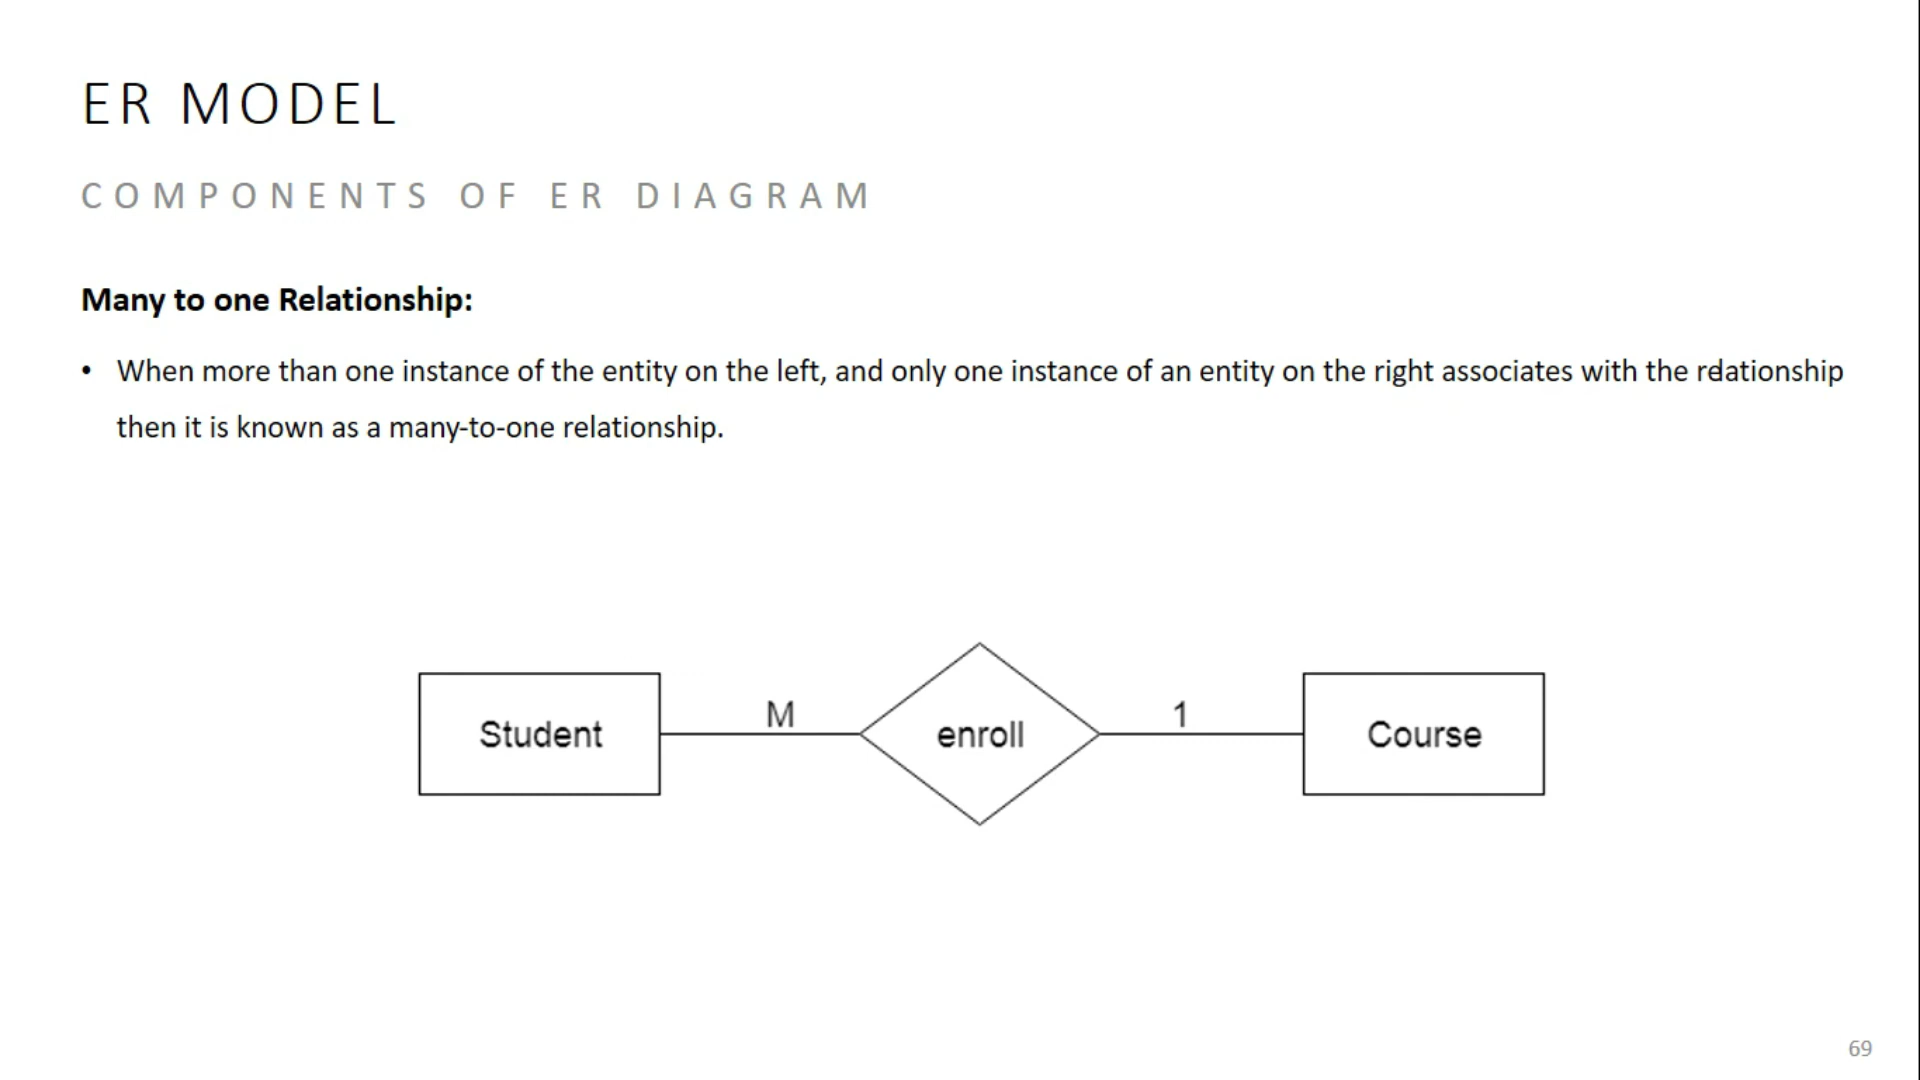 ER MODEL
COMPONENTS OF ER DIAGRAM
Many to one Relationship:
• When more than one instance of the entity on the left, and only one instance of an entity on the right associates with the relationship
then it is known as a many-to-one relationship.
Student M enroll 1 Course
69